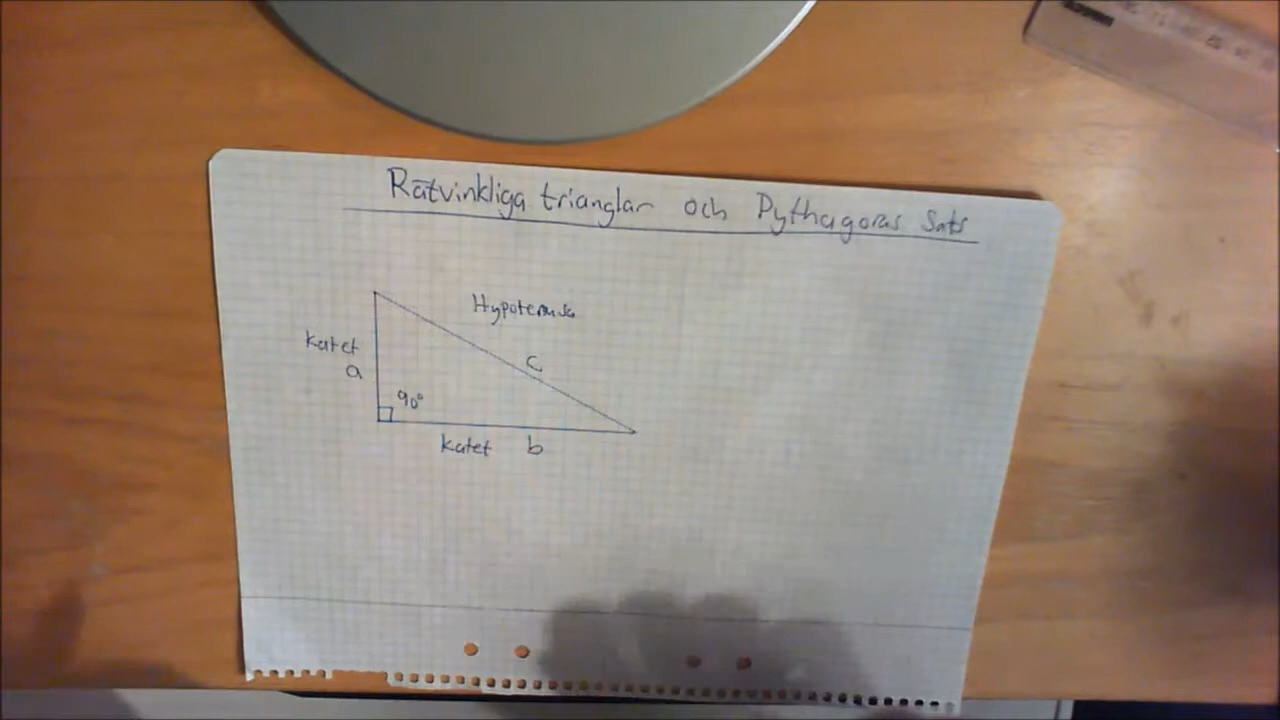 Rätvinkliga trianglar och Pythagoras Sats
Hypotenusa
Katet
a
c
90°
Katet b